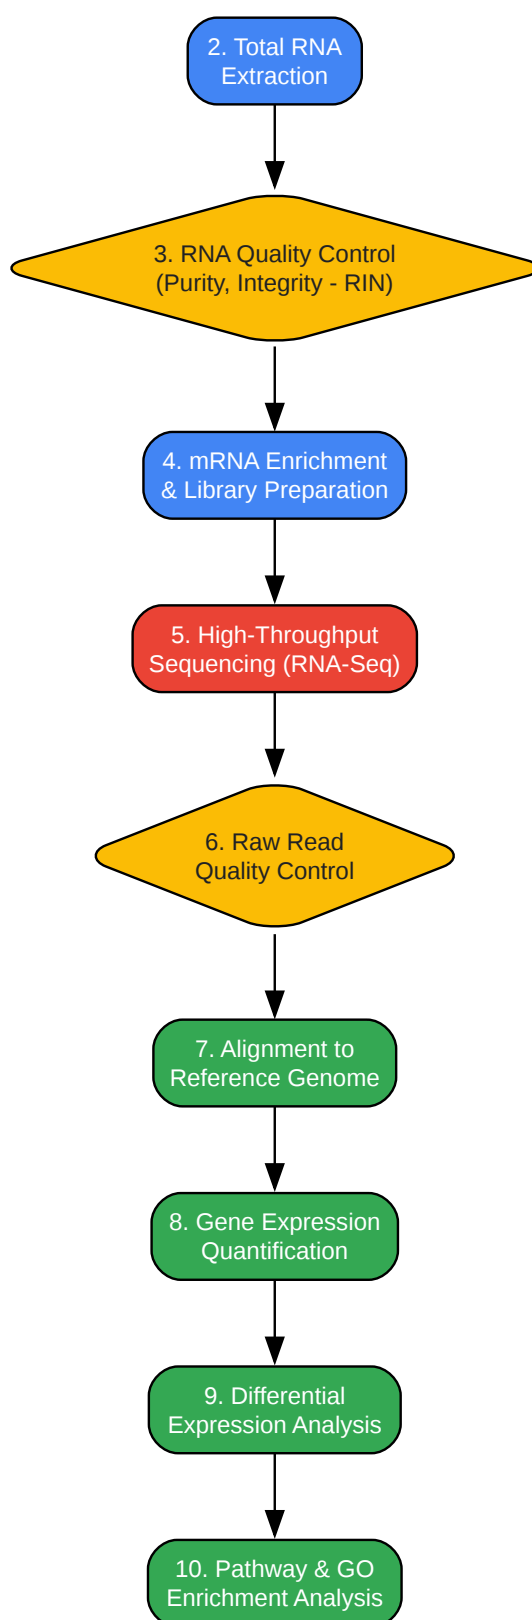 2. Total RNA
Extraction
3. RNA Quality Control
(Purity, Integrity - RIN)
4. mRNA Enrichment
& Library Preparation
5. High-Throughput
Sequencing (RNA-Seq)
6. Raw Read
Quality Control
7. Alignment to
Reference Genome
8. Gene Expression
Quantification
9. Differential
Expression Analysis
10. Pathway & GO
Enrichment Analysis